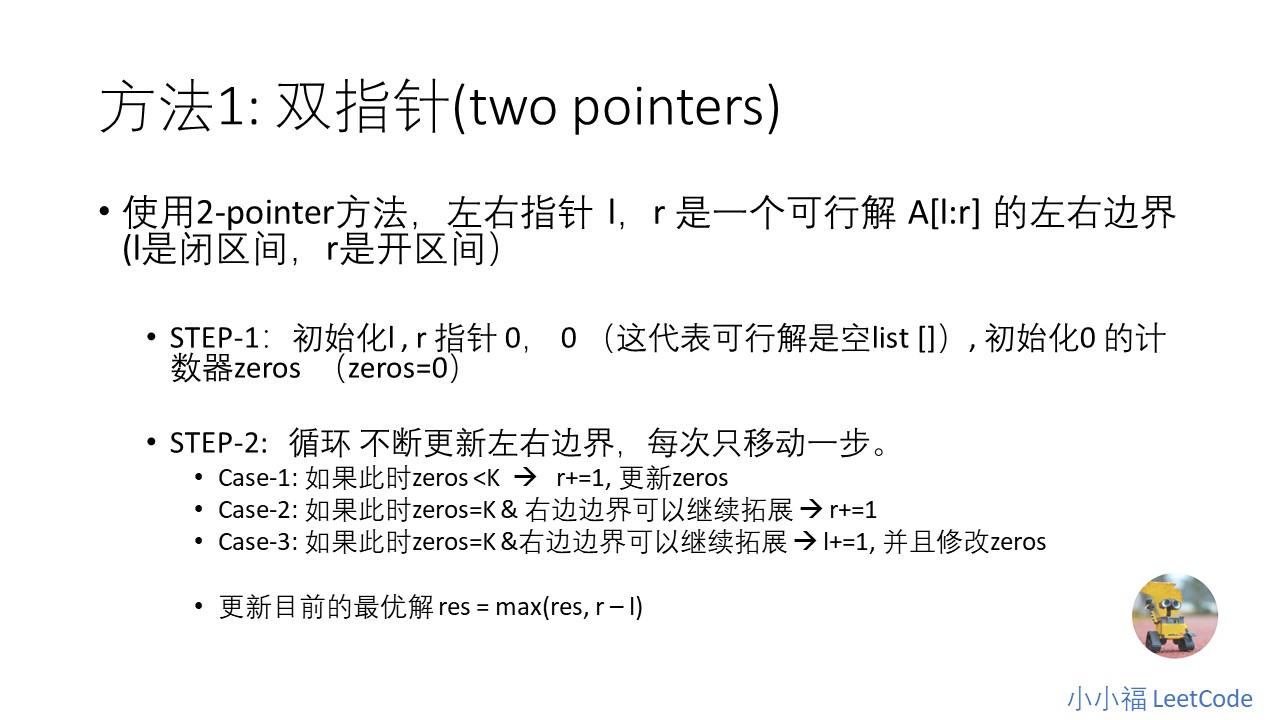 方法1: 双指针(two pointers)
• 使用2-pointer方法，左右指针 l，r 是一个可行解 A[l:r] 的左右边界
(l是闭区间，r是开区间）
• STEP-1：初始化l , r 指针 0， 0 （这代表可行解是空list []）, 初始化0 的计
数器zeros （zeros=0）
• STEP-2: 循环 不断更新左右边界，每次只移动一步。
• Case-1: 如果此时zeros <K → r+=1, 更新zeros
• Case-2: 如果此时zeros=K & 右边边界可以继续拓展 → r+=1
• Case-3: 如果此时zeros=K &右边边界可以继续拓展 → l+=1, 并且修改zeros
• 更新目前的最优解 res = max(res, r – l)
小小福 LeetCode